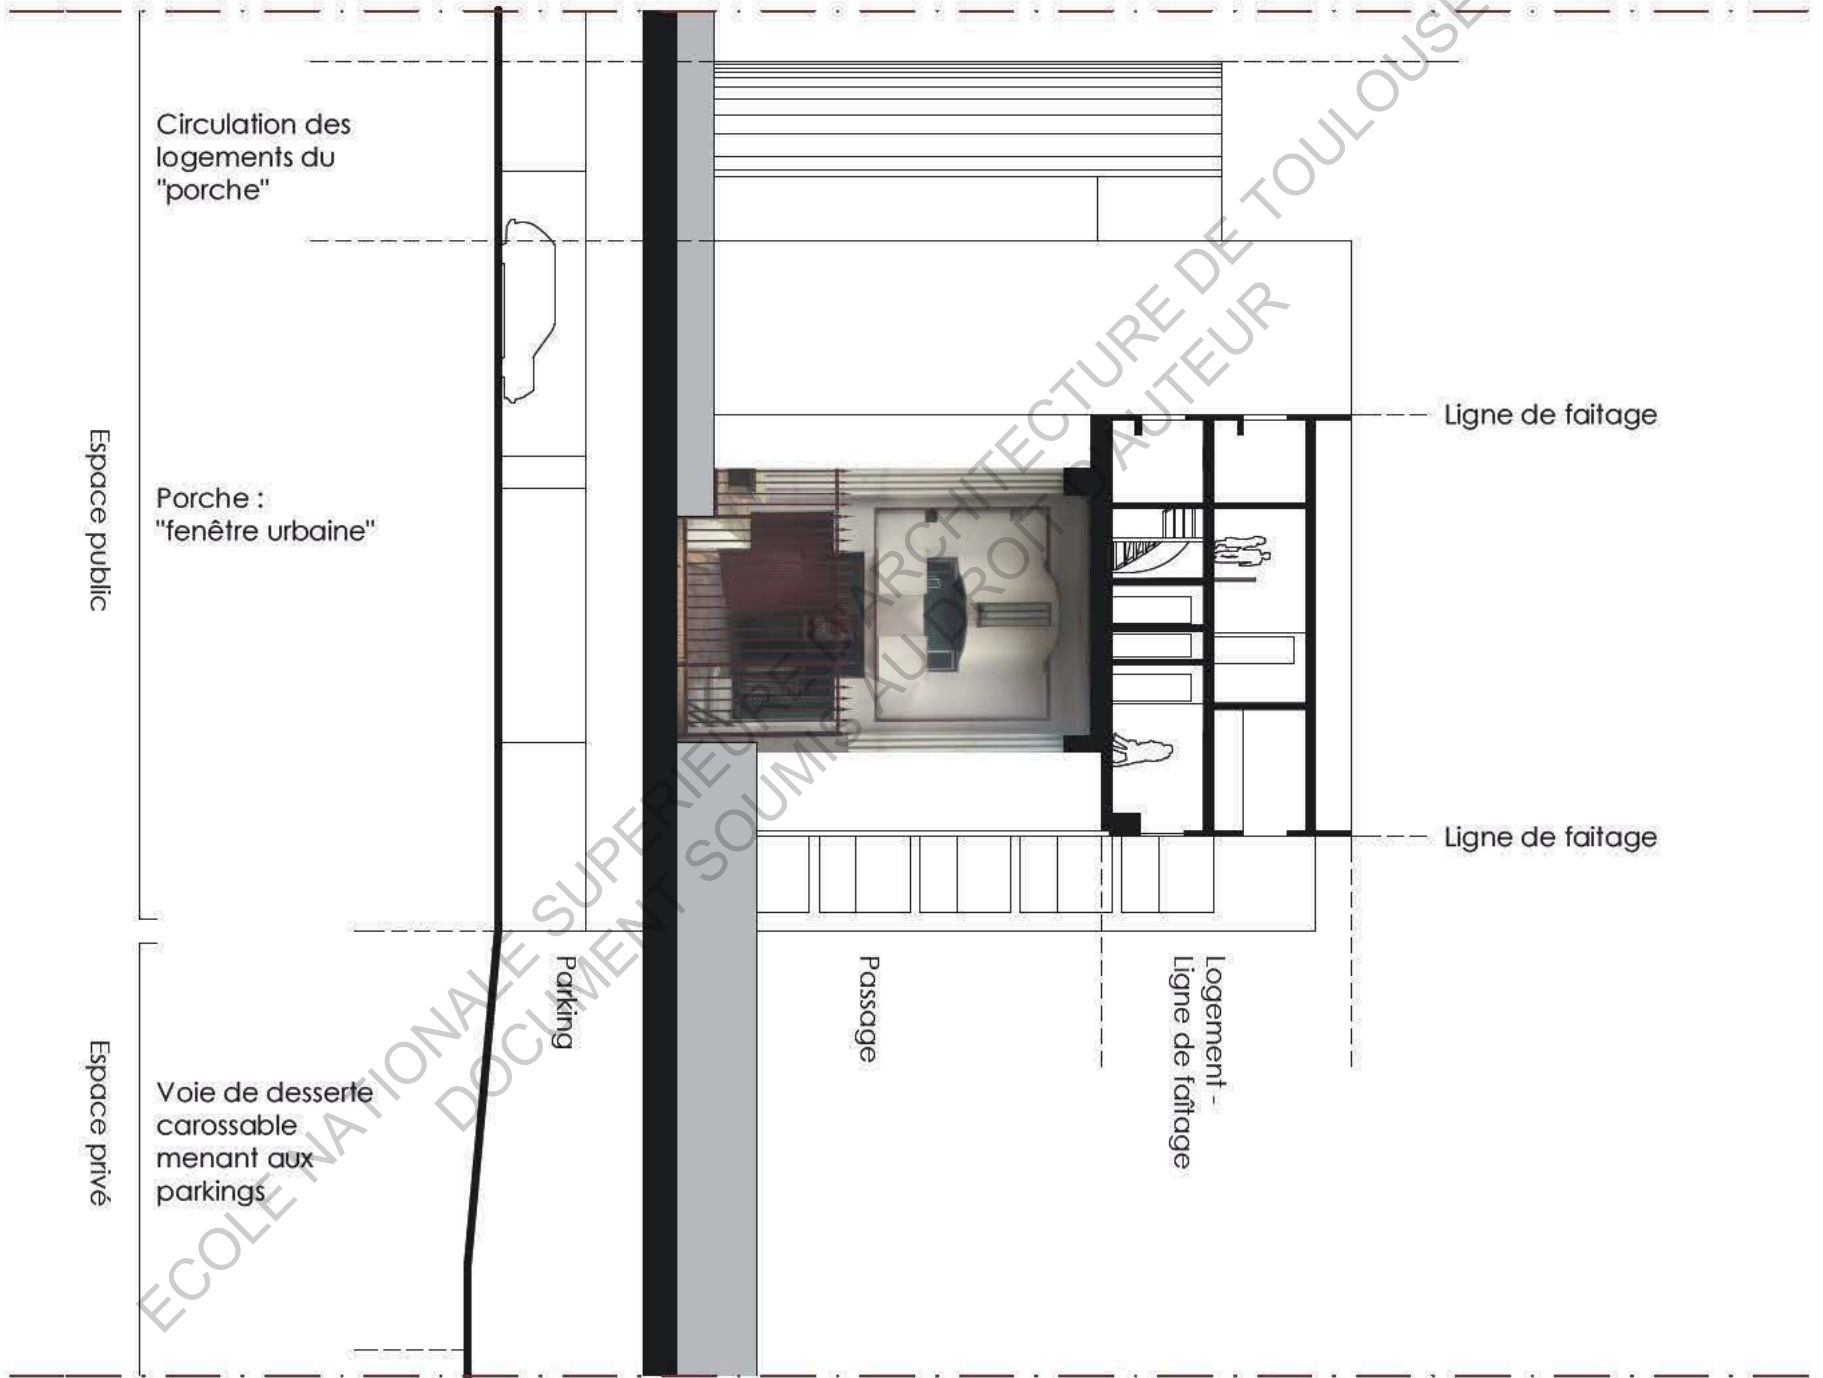 Circulation des
logements du
"porche"
Ligne de faitage
Espace public
Porche :
"fenêtre urbaine"
Ligne de faitage
Parking
Passage
Logement -
Ligne de faîtage
Espace privé
Voie de desserte
carossable
menant aux
parkings
ECOLE NATIONALE SUPERIEURE D'ARCHITECTURE DE TOULOUSE
DOCUMENT SOUMIS AU DROIT D'AUTEUR